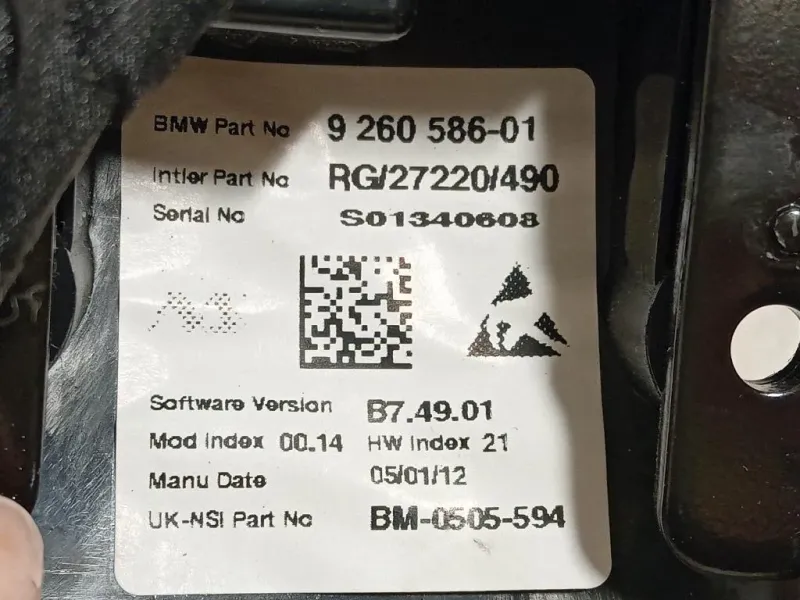 BMW Part No 9 260 586-01
Intier Part No RG/27220/490
Serial No S01340608
Software Version B7.49.01
Mod Index 00.14 HW Index 21
Manu Date 05/01/12
UK-NSI Part No BM-0505-594